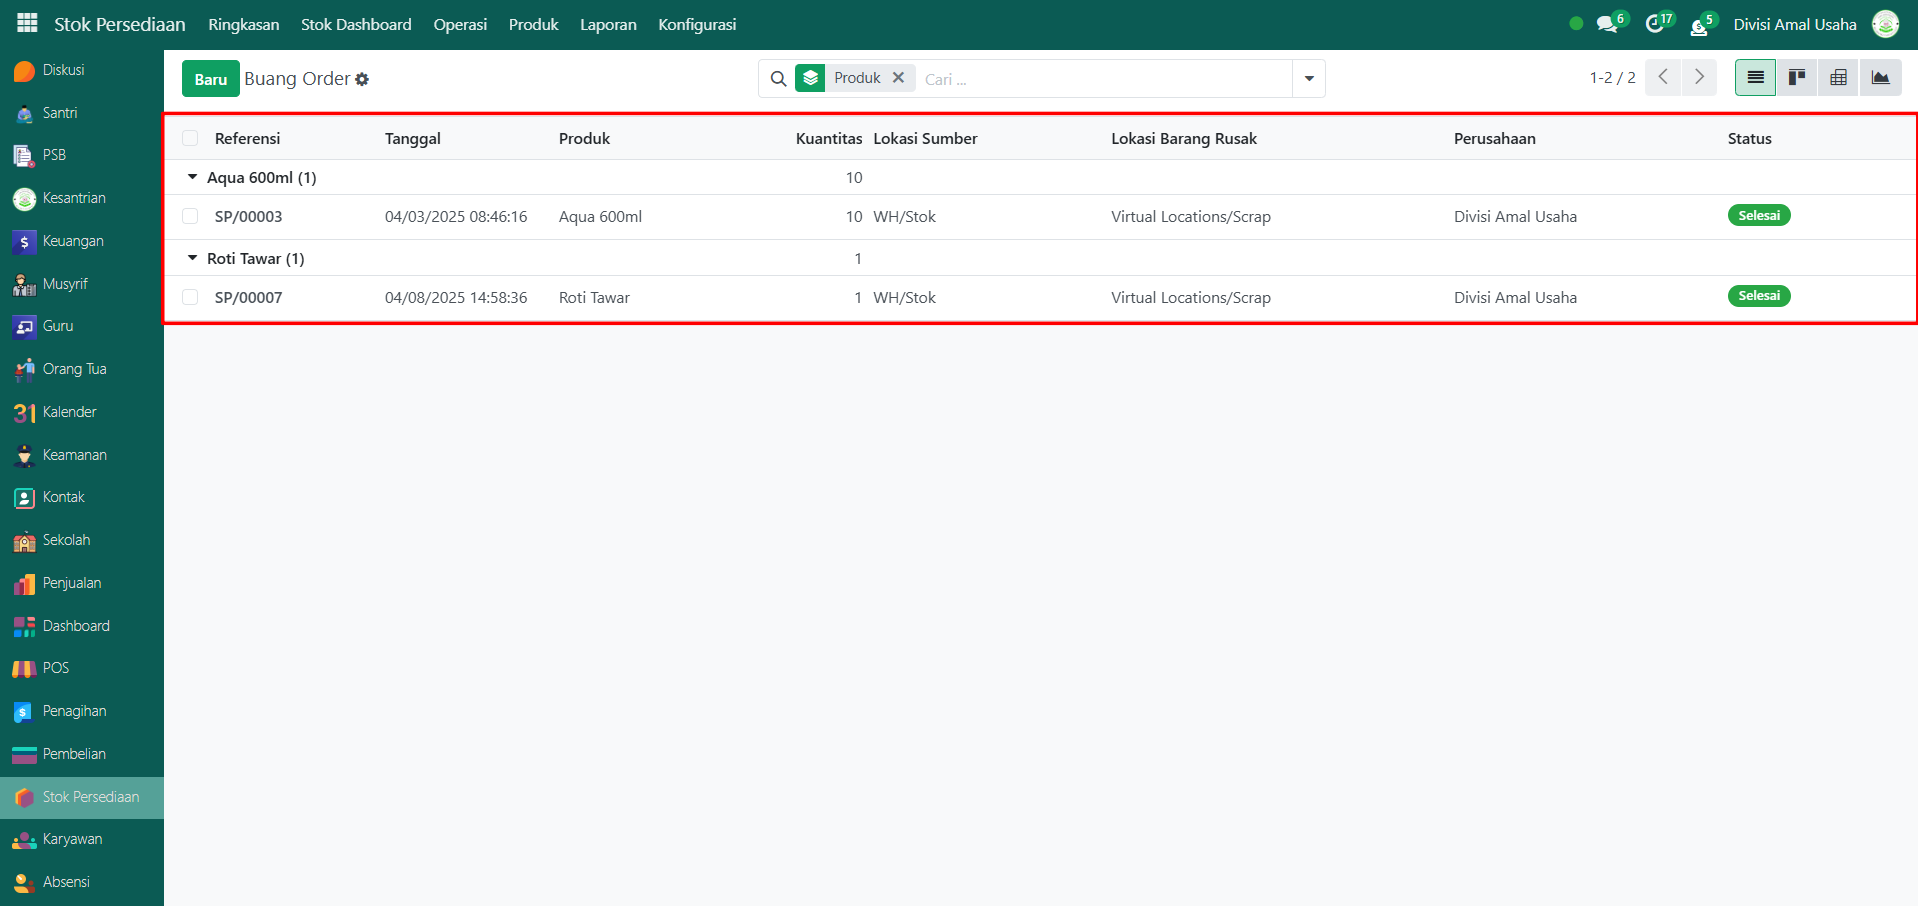 Stok Persediaan Ringkasan Stok Dashboard Operasi Produk Laporan Konfigurasi 6 17 5 Divisi Amal Usaha
Diskusi
Santri
PSB
Kesantrian
Keuangan
Musyrif
Guru
Orang Tua
31 Kalender
Keamanan
Kontak
Sekolah
Penjualan
Dashboard
POS
Penagihan
Pembelian
Stok Persediaan
Karyawan
Absensi
Baru Buang Order Produk Cari ... 1-2 / 2
Referensi Tanggal Produk Kuantitas Lokasi Sumber Lokasi Barang Rusak Perusahaan Status
Aqua 600ml (1) 10
SP/00003 04/03/2025 08:46:16 Aqua 600ml 10 WH/Stok Virtual Locations/Scrap Divisi Amal Usaha Selesai
Roti Tawar (1) 1
SP/00007 04/08/2025 14:58:36 Roti Tawar 1 WH/Stok Virtual Locations/Scrap Divisi Amal Usaha Selesai